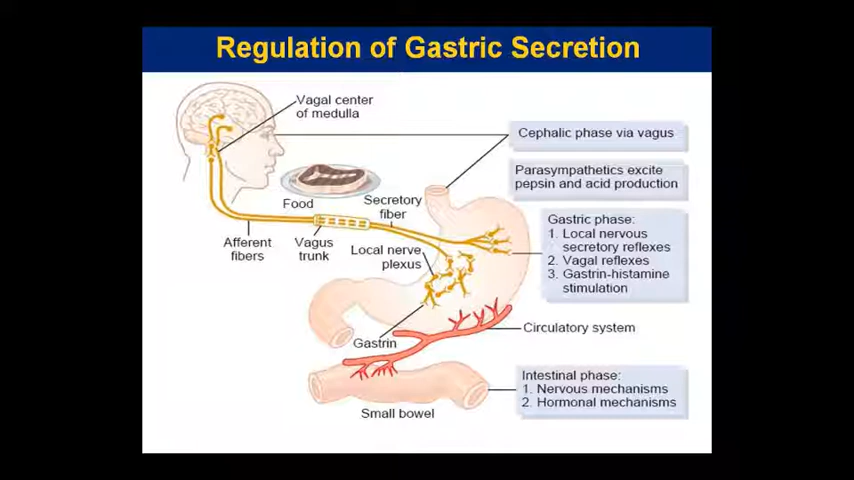 Regulation of Gastric Secretion
Vagal center
of medulla
Cephalic phase via vagus
Parasympathetics excite
pepsin and acid production
Food
Secretory
fiber
Gastric phase:
1. Local nervous
secretory reflexes
2. Vagal reflexes
3. Gastrin-histamine
stimulation
Afferent
fibers
Vagus
trunk
Local nerve
plexus
Gastrin
Circulatory system
Intestinal phase:
1. Nervous mechanisms
2. Hormonal mechanisms
Small bowel